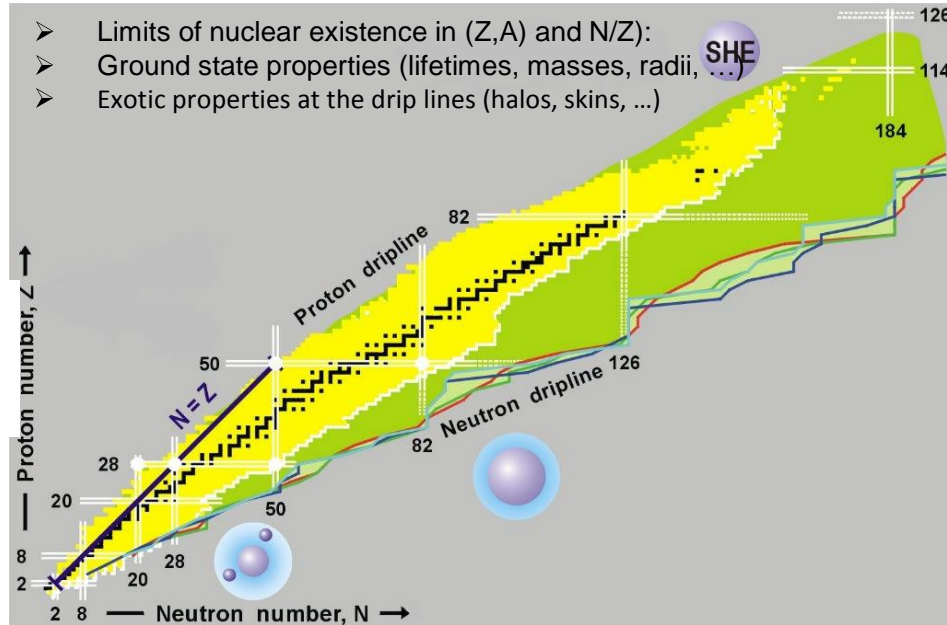 ➢ Limits of nuclear existence in (Z,A) and N/Z):
➢ Ground state properties (lifetimes, masses, radii, …)
➢ Exotic properties at the drip lines (halos, skins, …)
SHE
126
114
184
82
Proton dripline
50
N=Z
126
Neutron dripline
82
28
20
50
8
28
20
2
2 8
Proton number, Z
Neutron number, N